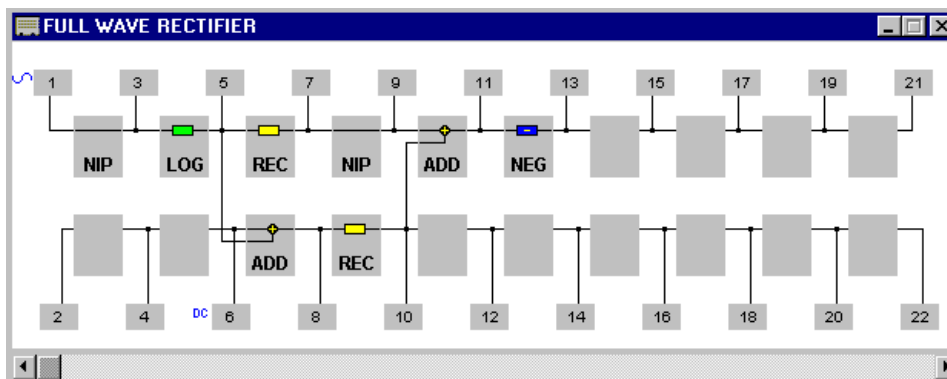 FULL WAVE RECTIFIER
1 3 5 7 9 11 13 15 17 19 21
NIP LOG REC NIP ADD NEG
ADD REC
2 4 DC 6 8 10 12 14 16 18 20 22